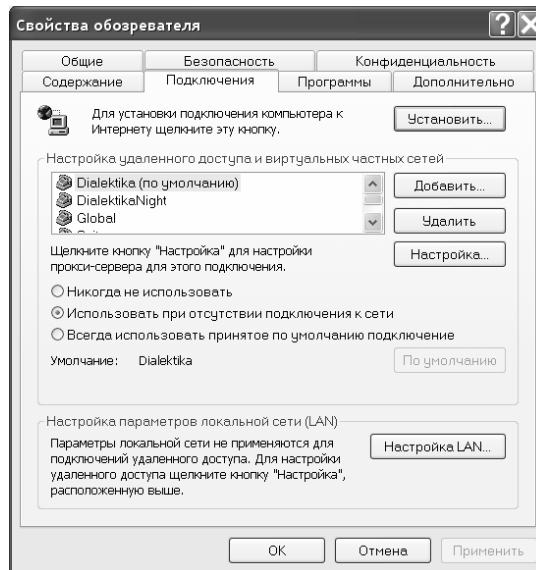 Свойства обозревателя
Общие Безопасность Конфиденциальность
Содержание Подключения Программы Дополнительно
Для установки подключения компьютера к
Интернету щелкните эту кнопку.
Установить...
Настройка удаленного доступа и виртуальных частных сетей
Dialektika (по умолчанию)
DialektikaNight
Global
Добавить...
Удалить
Щелкните кнопку "Настройка" для настройки
прокси-сервера для этого подключения.
Настройка...
Никогда не использовать
Использовать при отсутствии подключения к сети
Всегда использовать принятое по умолчанию подключение
Умолчание: Dialektika
По умолчанию
Настройка параметров локальной сети (LAN)
Параметры локальной сети не применяются для
подключений удаленного доступа. Для настройки
удаленного доступа щелкните кнопку "Настройка",
расположенную выше.
Настройка LAN...
OK Отмена Применить